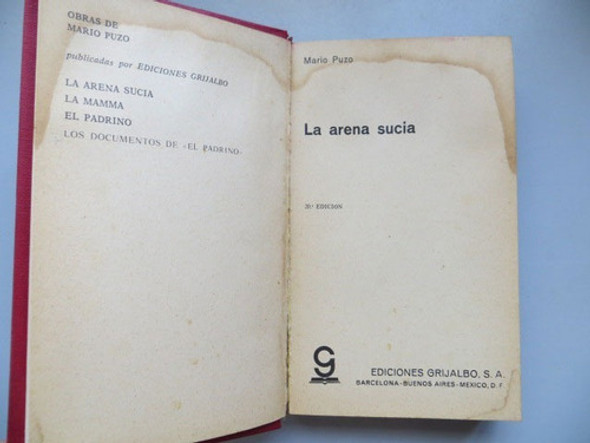 OBRAS DE
MARIO PUZO
publicadas por EDICIONES GRIJALBO
LA ARENA SUCIA
LA MAMMA
EL PADRINO
LOS DOCUMENTOS DE «EL PADRINO»
Mario Puzo
La arena sucia
EDICION
EDICIONES GRIJALBO, S. A.
BARCELONA-BUENOS AIRES-MEXICO, D. F.